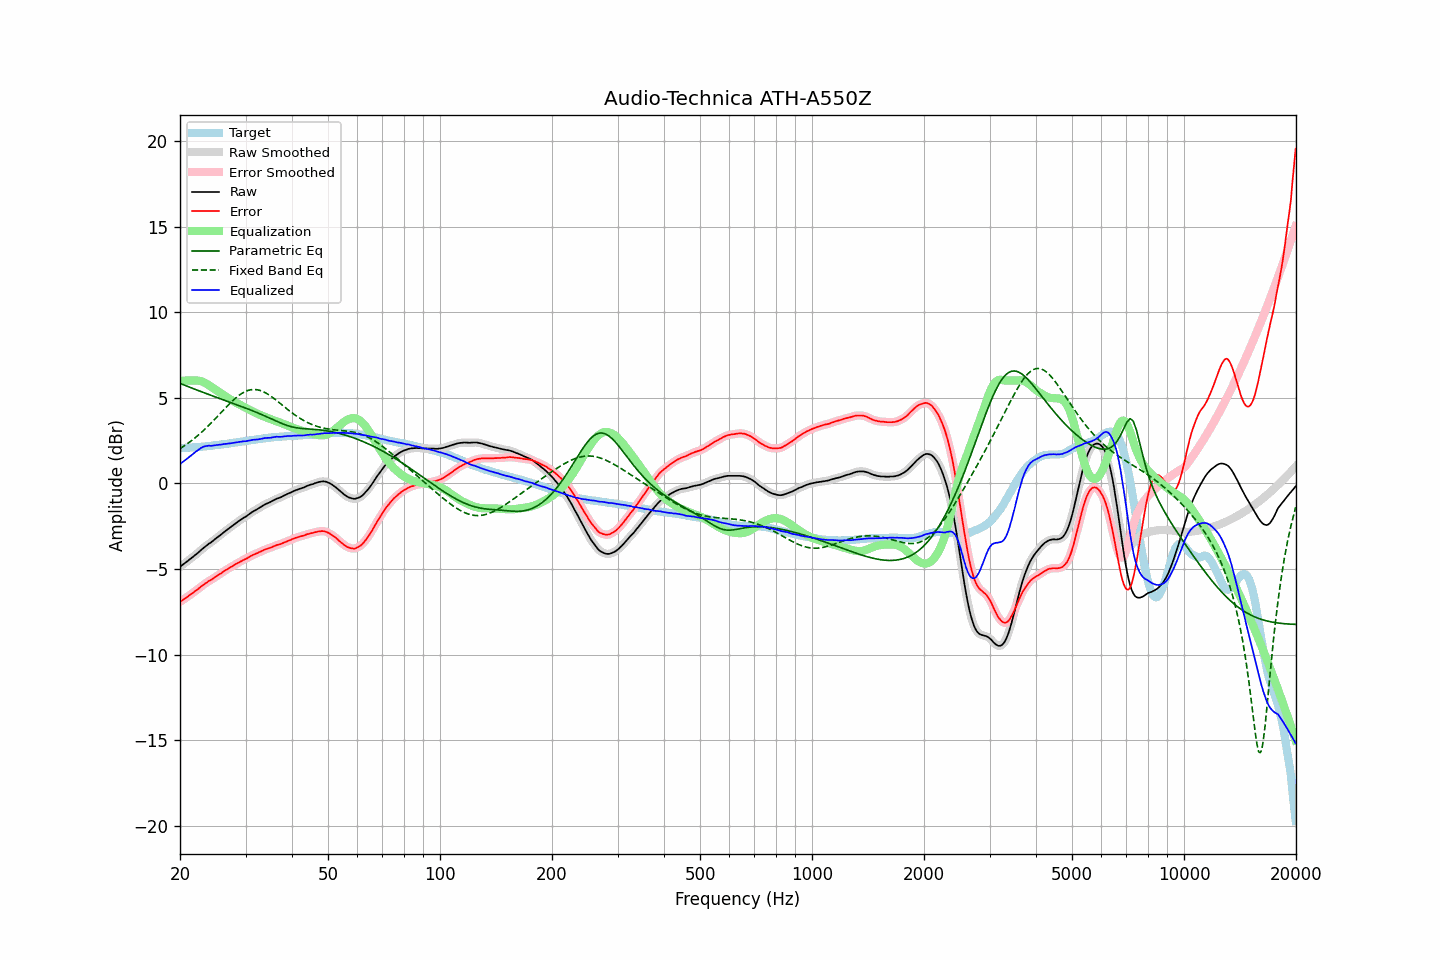 Audio-Technica ATH-A550Z
Target
Raw Smoothed
Error Smoothed
Raw
Error
Equalization
Parametric Eq
Fixed Band Eq
Equalized
20
15
10
5
0
−5
−10
−15
−20
Amplitude (dBr)
20
50
100
200
500
1000
2000
5000
10000
20000
Frequency (Hz)